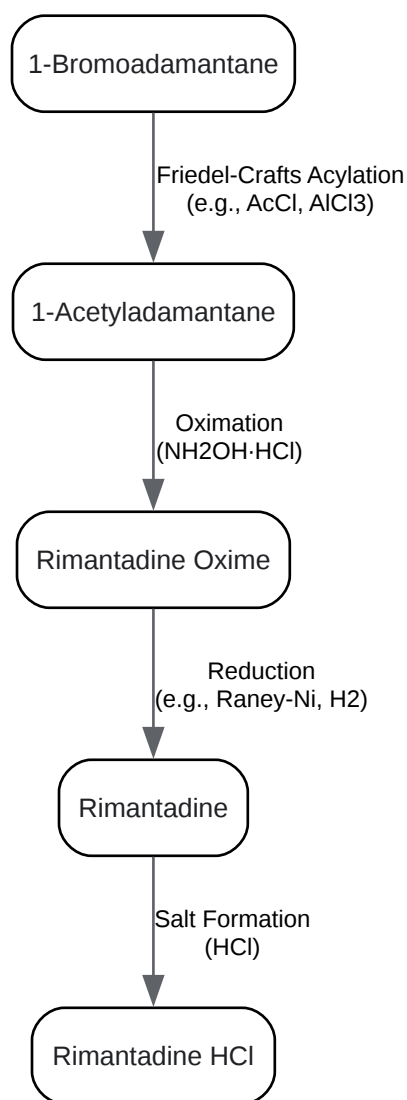 1-Bromoadamantane
Friedel-Crafts Acylation
(e.g., AcCl, AlCl3)
1-Acetyladamantane
Oximation
(NH2OH·HCl)
Rimantadine Oxime
Reduction
(e.g., Raney-Ni, H2)
Rimantadine
Salt Formation
(HCl)
Rimantadine HCl